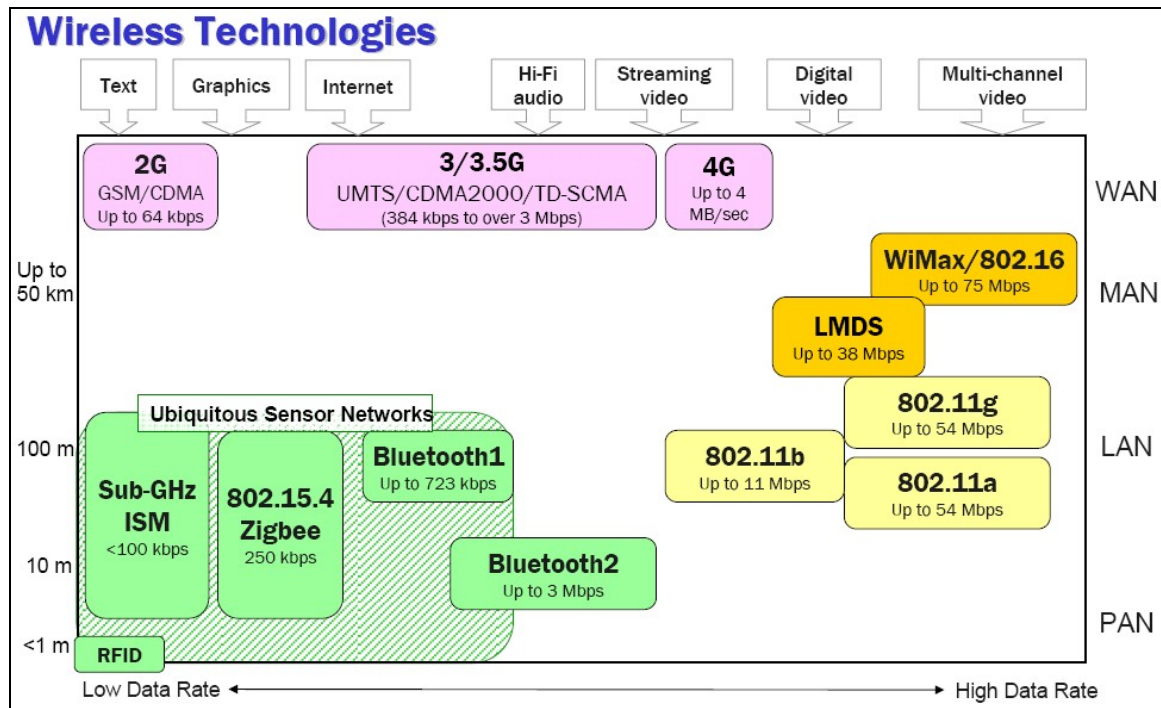 Wireless Technologies
Text
Graphics
Internet
Hi-Fi
audio
Streaming
video
Digital
video
Multi-channel
video
2G
GSM/CDMA
Up to 64 kbps
3/3.5G
UMTS/CDMA2000/TD-SCMA
(384 kbps to over 3 Mbps)
4G
Up to 4
MB/sec
WAN
Up to
50 km
WiMax/802.16
Up to 75 Mbps
MAN
LMDS
Up to 38 Mbps
Ubiquitous Sensor Networks
802.11g
Up to 54 Mbps
100 m
Sub-GHz
ISM
<100 kbps
802.15.4
Zigbee
250 kbps
Bluetooth1
Up to 723 kbps
802.11b
Up to 11 Mbps
LAN
802.11a
Up to 54 Mbps
10 m
Bluetooth2
Up to 3 Mbps
PAN
<1 m
RFID
Low Data Rate
High Data Rate